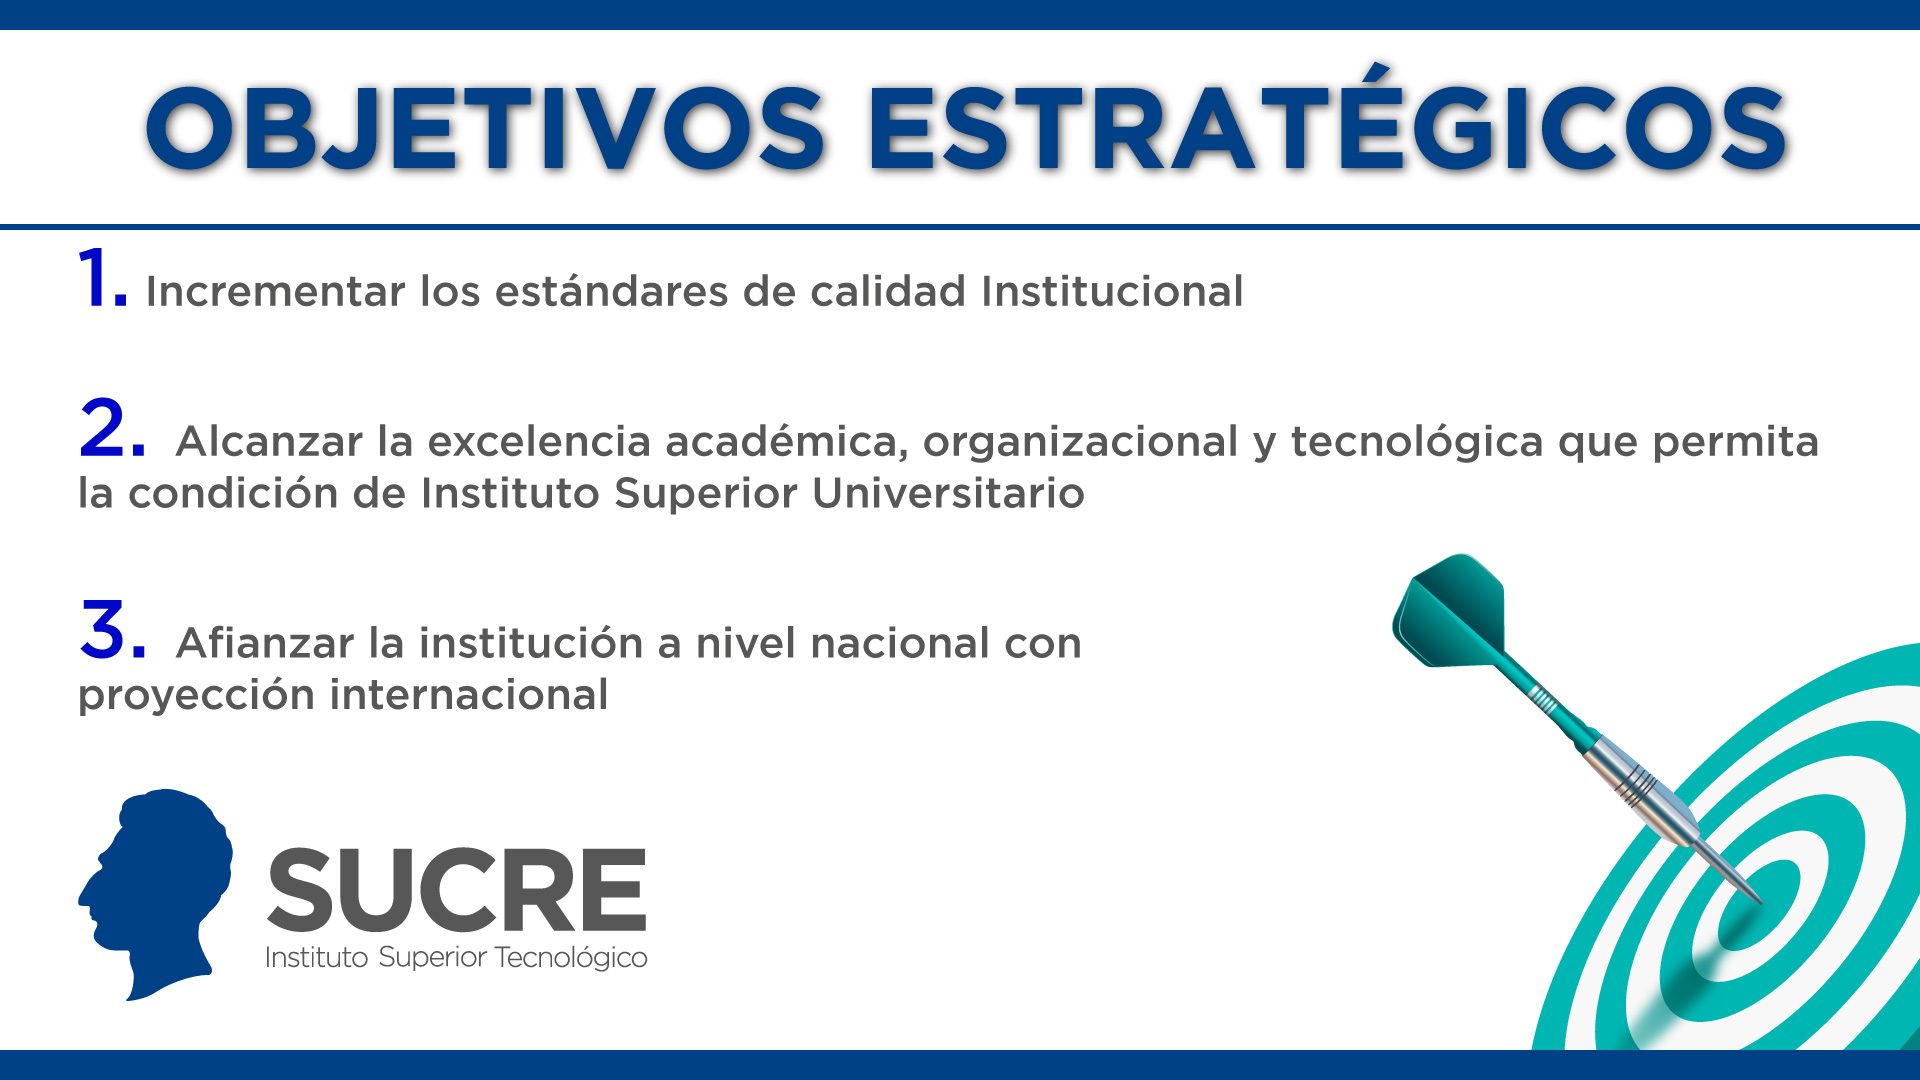 OBJETIVOS ESTRATÉGICOS
1. Incrementar los estándares de calidad Institucional
2. Alcanzar la excelencia académica, organizacional y tecnológica que permita
la condición de Instituto Superior Universitario
3. Afianzar la institución a nivel nacional con
proyección internacional
SUCRE
Instituto Superior Tecnológico